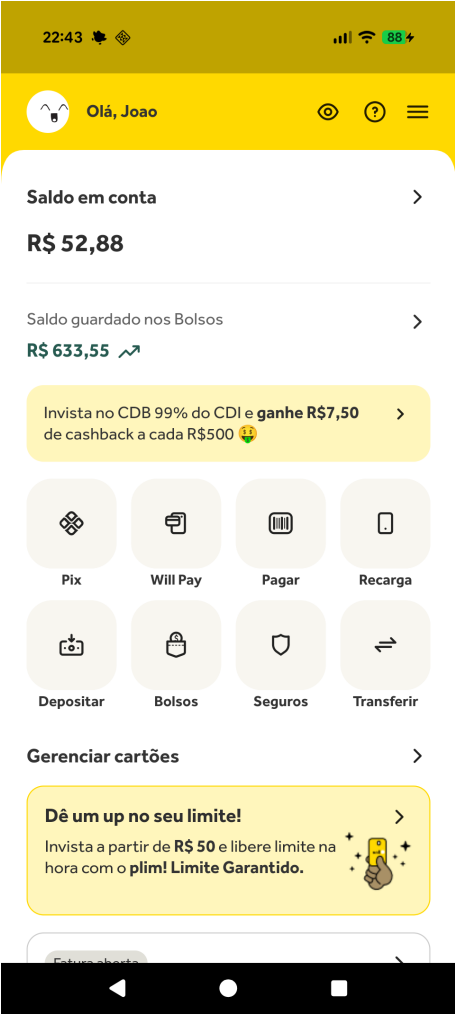 22:43
88
Olá, Joao
Saldo em conta
R$ 52,88
Saldo guardado nos Bolsos
R$ 633,55
Invista no CDB 99% do CDI e ganhe R$7,50
de cashback a cada R$500
Pix
Will Pay
Pagar
Recarga
Depositar
Bolsos
Seguros
Transferir
Gerenciar cartões
Dê um up no seu limite!
Invista a partir de R$ 50 e libere limite na
hora com o plim! Limite Garantido.
Fatura aberta